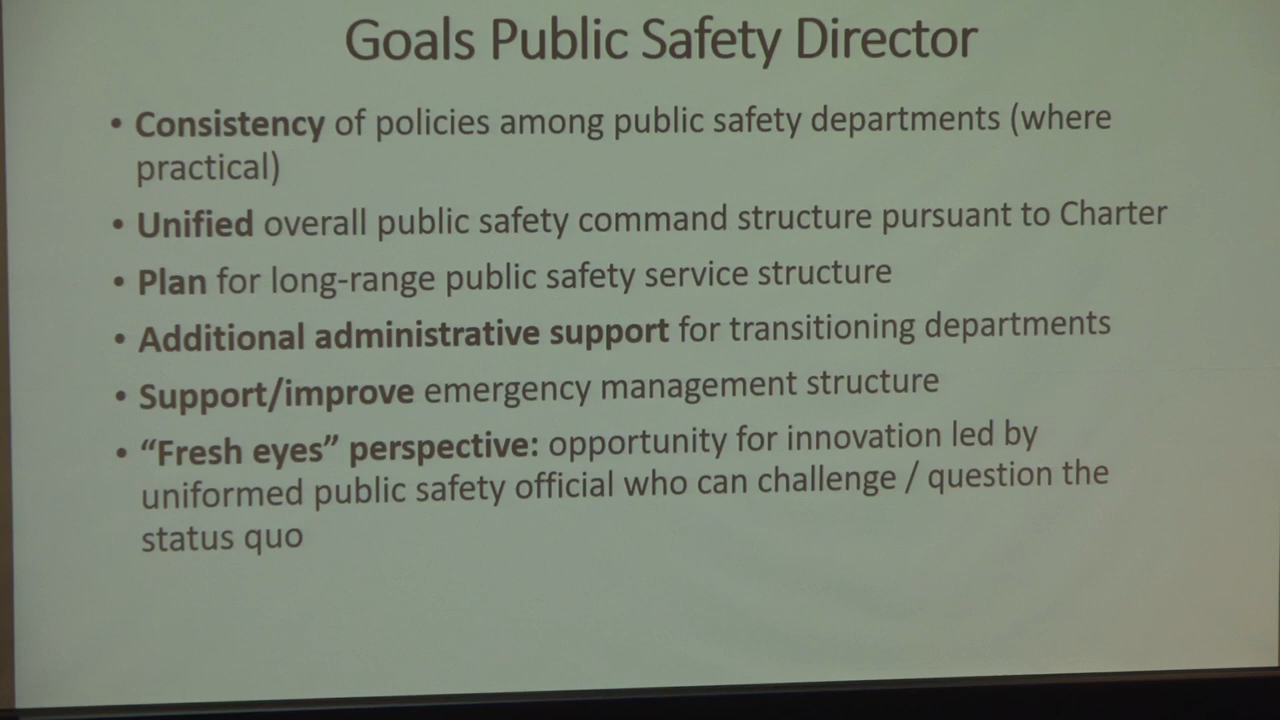 Goals Public Safety Director
• Consistency of policies among public safety departments (where
practical)
• Unified overall public safety command structure pursuant to Charter
• Plan for long-range public safety service structure
• Additional administrative support for transitioning departments
• Support/improve emergency management structure
• “Fresh eyes” perspective: opportunity for innovation led by
uniformed public safety official who can challenge / question the
status quo